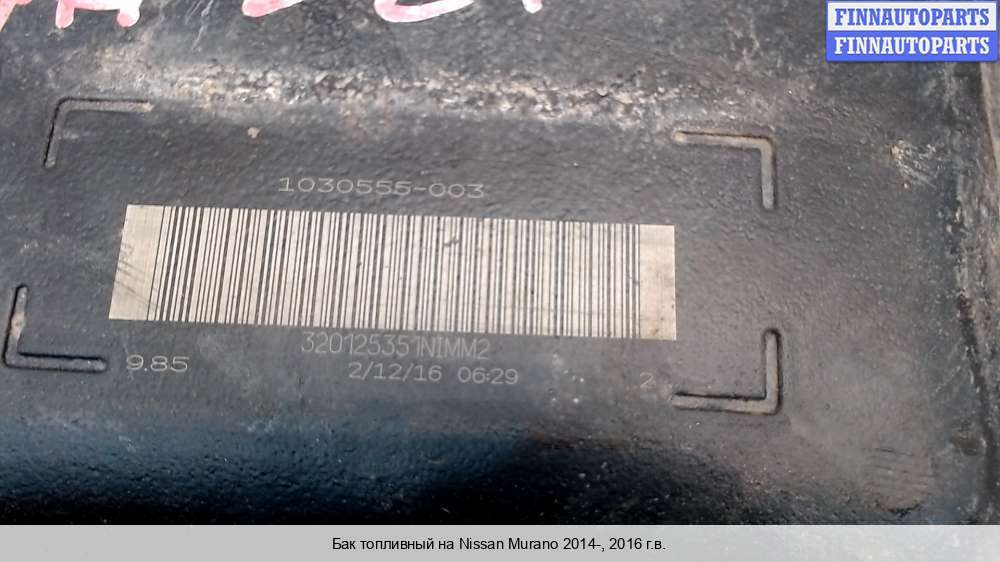 FINNAUTOPARTS
FINNAUTOPARTS
1030555-003
320125351NIMM2
9.85
2/12/16 06:29
2
Бак топливный на Nissan Murano 2014-, 2016 г.в.